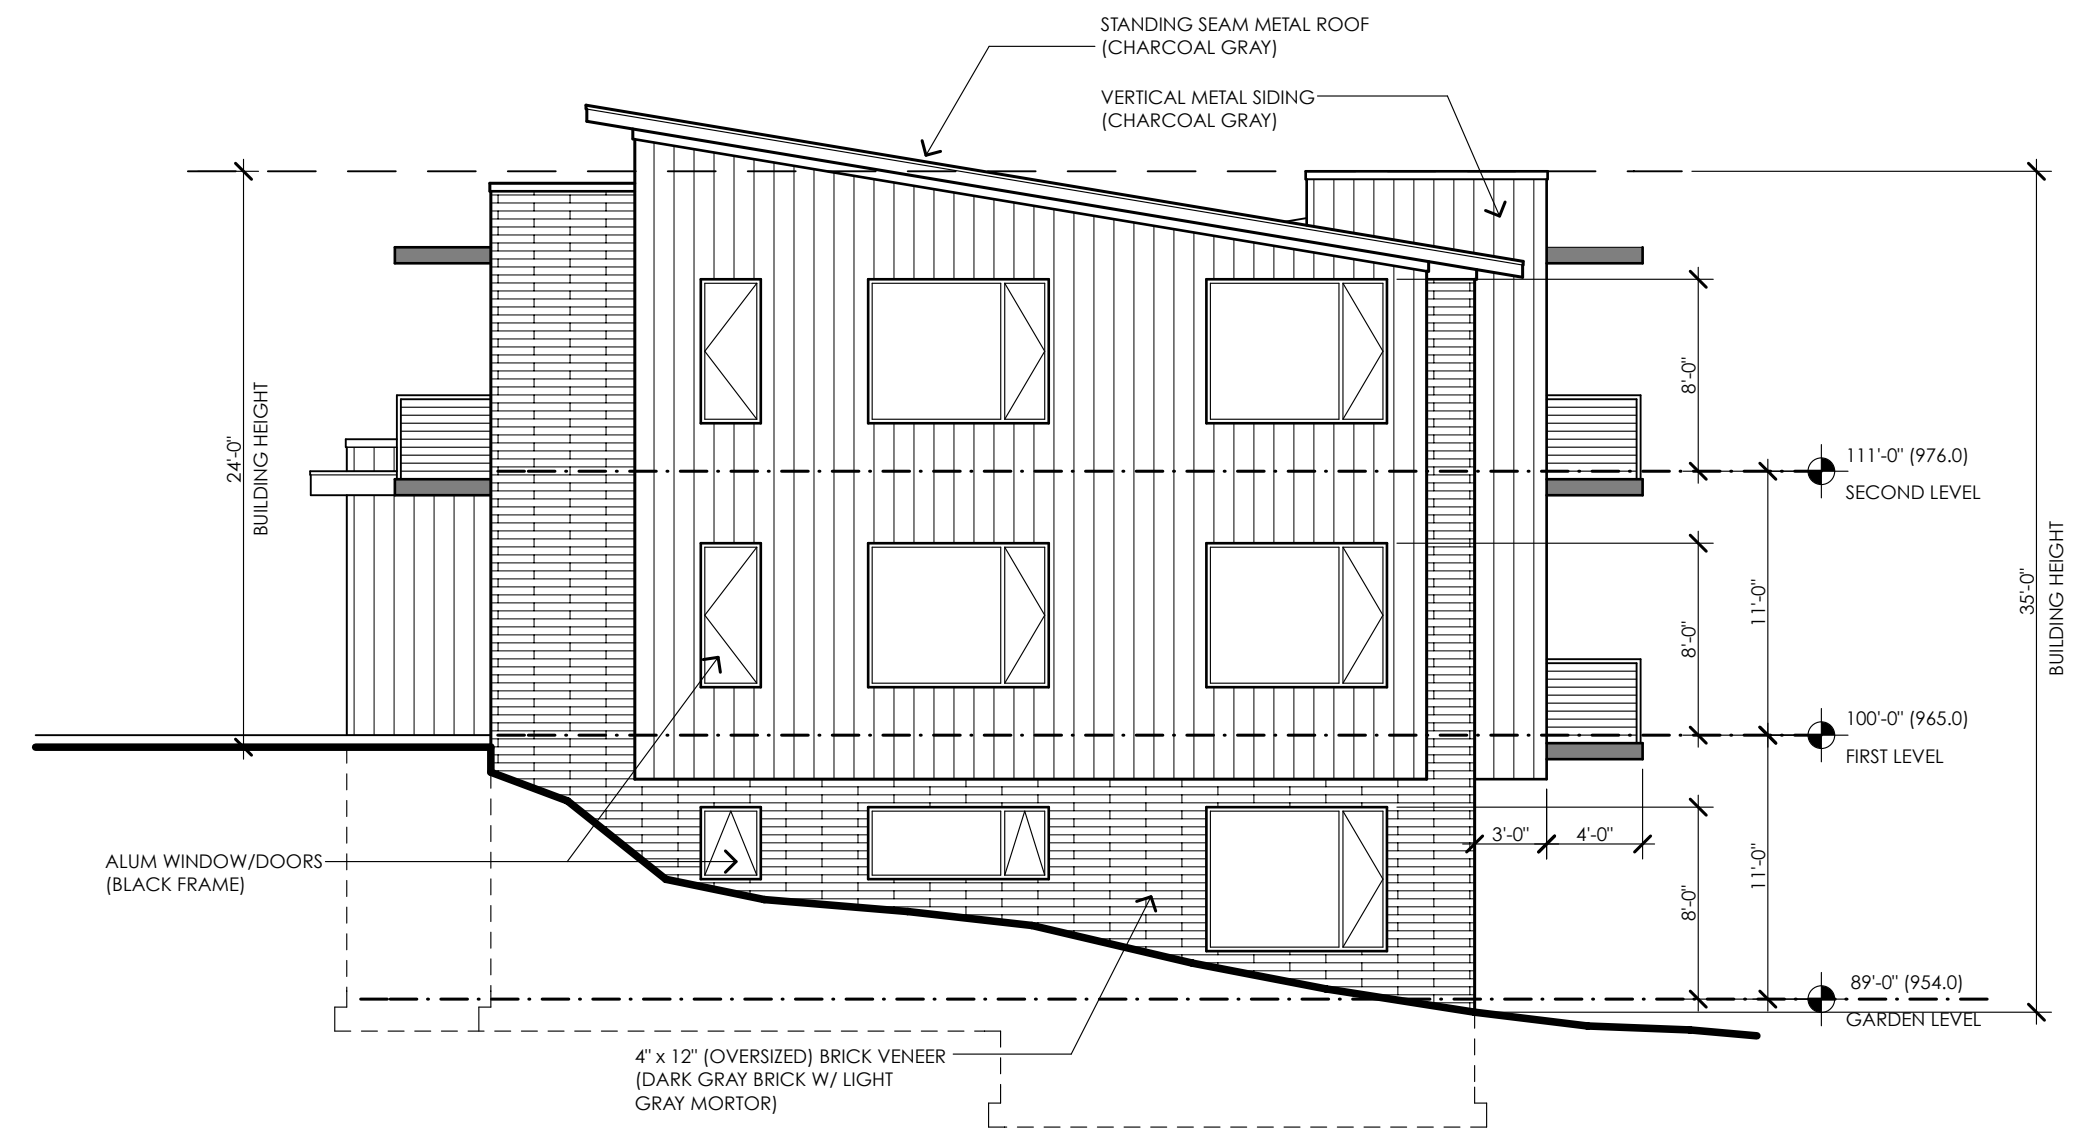 STANDING SEAM METAL ROOF
(CHARCOAL GRAY)
VERTICAL METAL SIDING
(CHARCOAL GRAY)
24'-0"
BUILDING HEIGHT
8'-0"
111'-0" (976.0)
SECOND LEVEL
8'-0"
11'-0"
35'-0"
BUILDING HEIGHT
100'-0" (965.0)
FIRST LEVEL
3'-0"
4'-0"
ALUM WINDOW/DOORS
(BLACK FRAME)
8'-0"
11'-0"
89'-0" (954.0)
GARDEN LEVEL
4" x 12" (OVERSIZED) BRICK VENEER
(DARK GRAY BRICK W/ LIGHT
GRAY MORTOR)